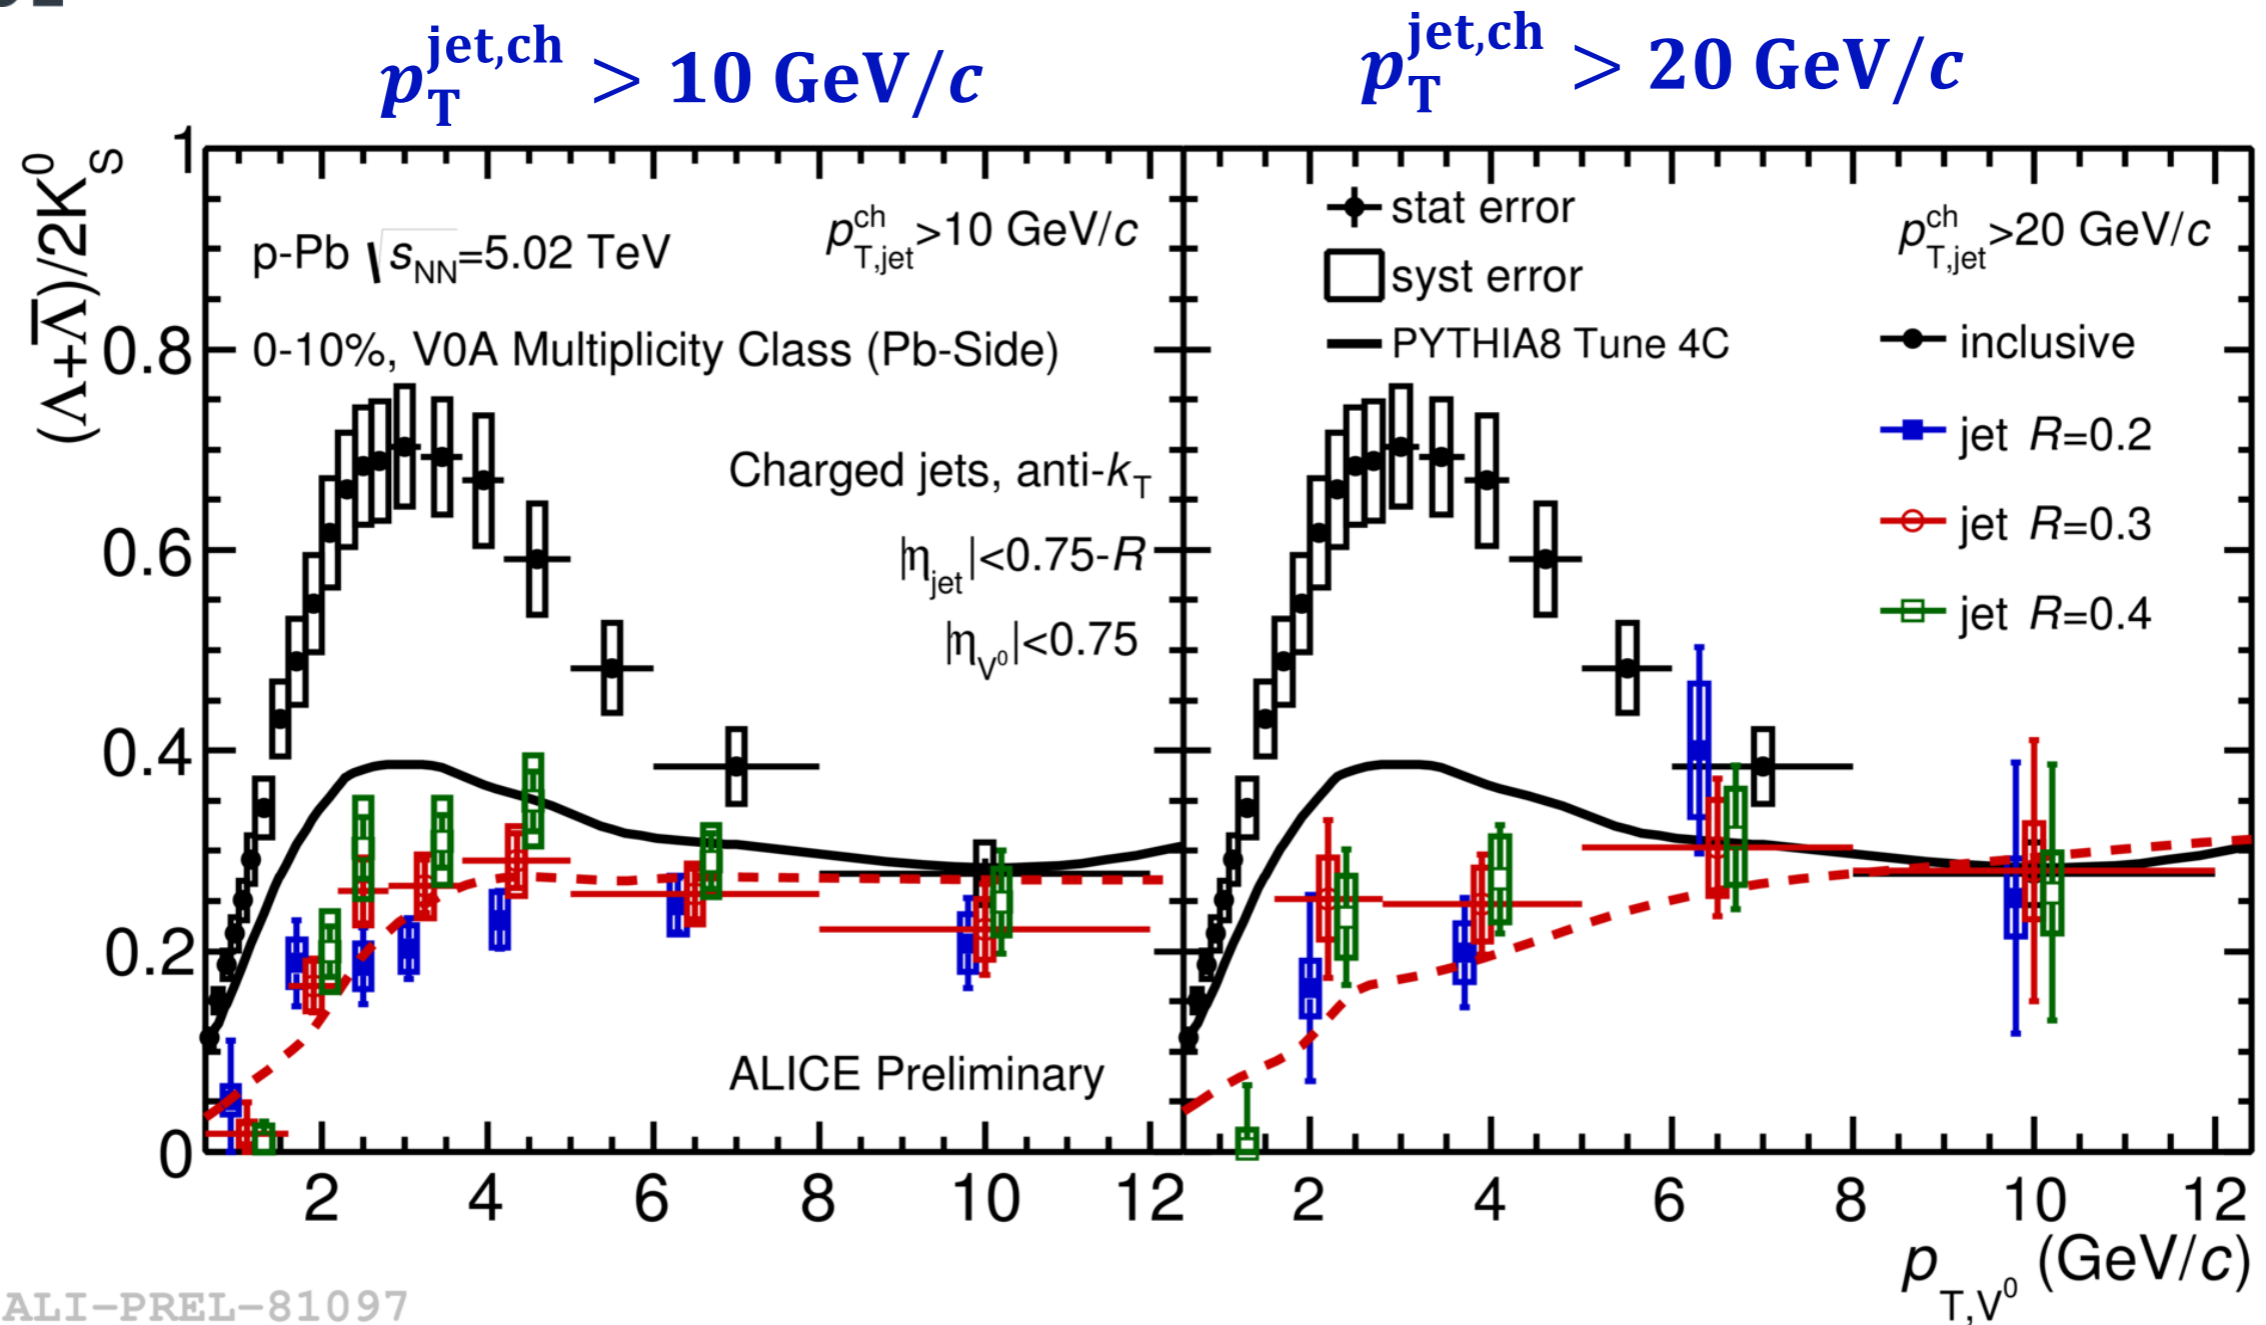 p_T^jet,ch > 10 GeV/c
p_T^jet,ch > 20 GeV/c
(Λ+Λ̅)/2K⁰_S
1
0.8
0.6
0.4
0.2
0
p-Pb √s_NN=5.02 TeV
p^ch_T,jet>10 GeV/c
0-10%, V0A Multiplicity Class (Pb-Side)
Charged jets, anti-k_T
|η_jet|<0.75-R
|η_V⁰|<0.75
ALICE Preliminary
stat error
syst error
PYTHIA8 Tune 4C
p^ch_T,jet>20 GeV/c
inclusive
jet R=0.2
jet R=0.3
jet R=0.4
2 4 6 8 10 12 2 4 6 8 10 12
p_T,V⁰ (GeV/c)
ALI-PREL-81097